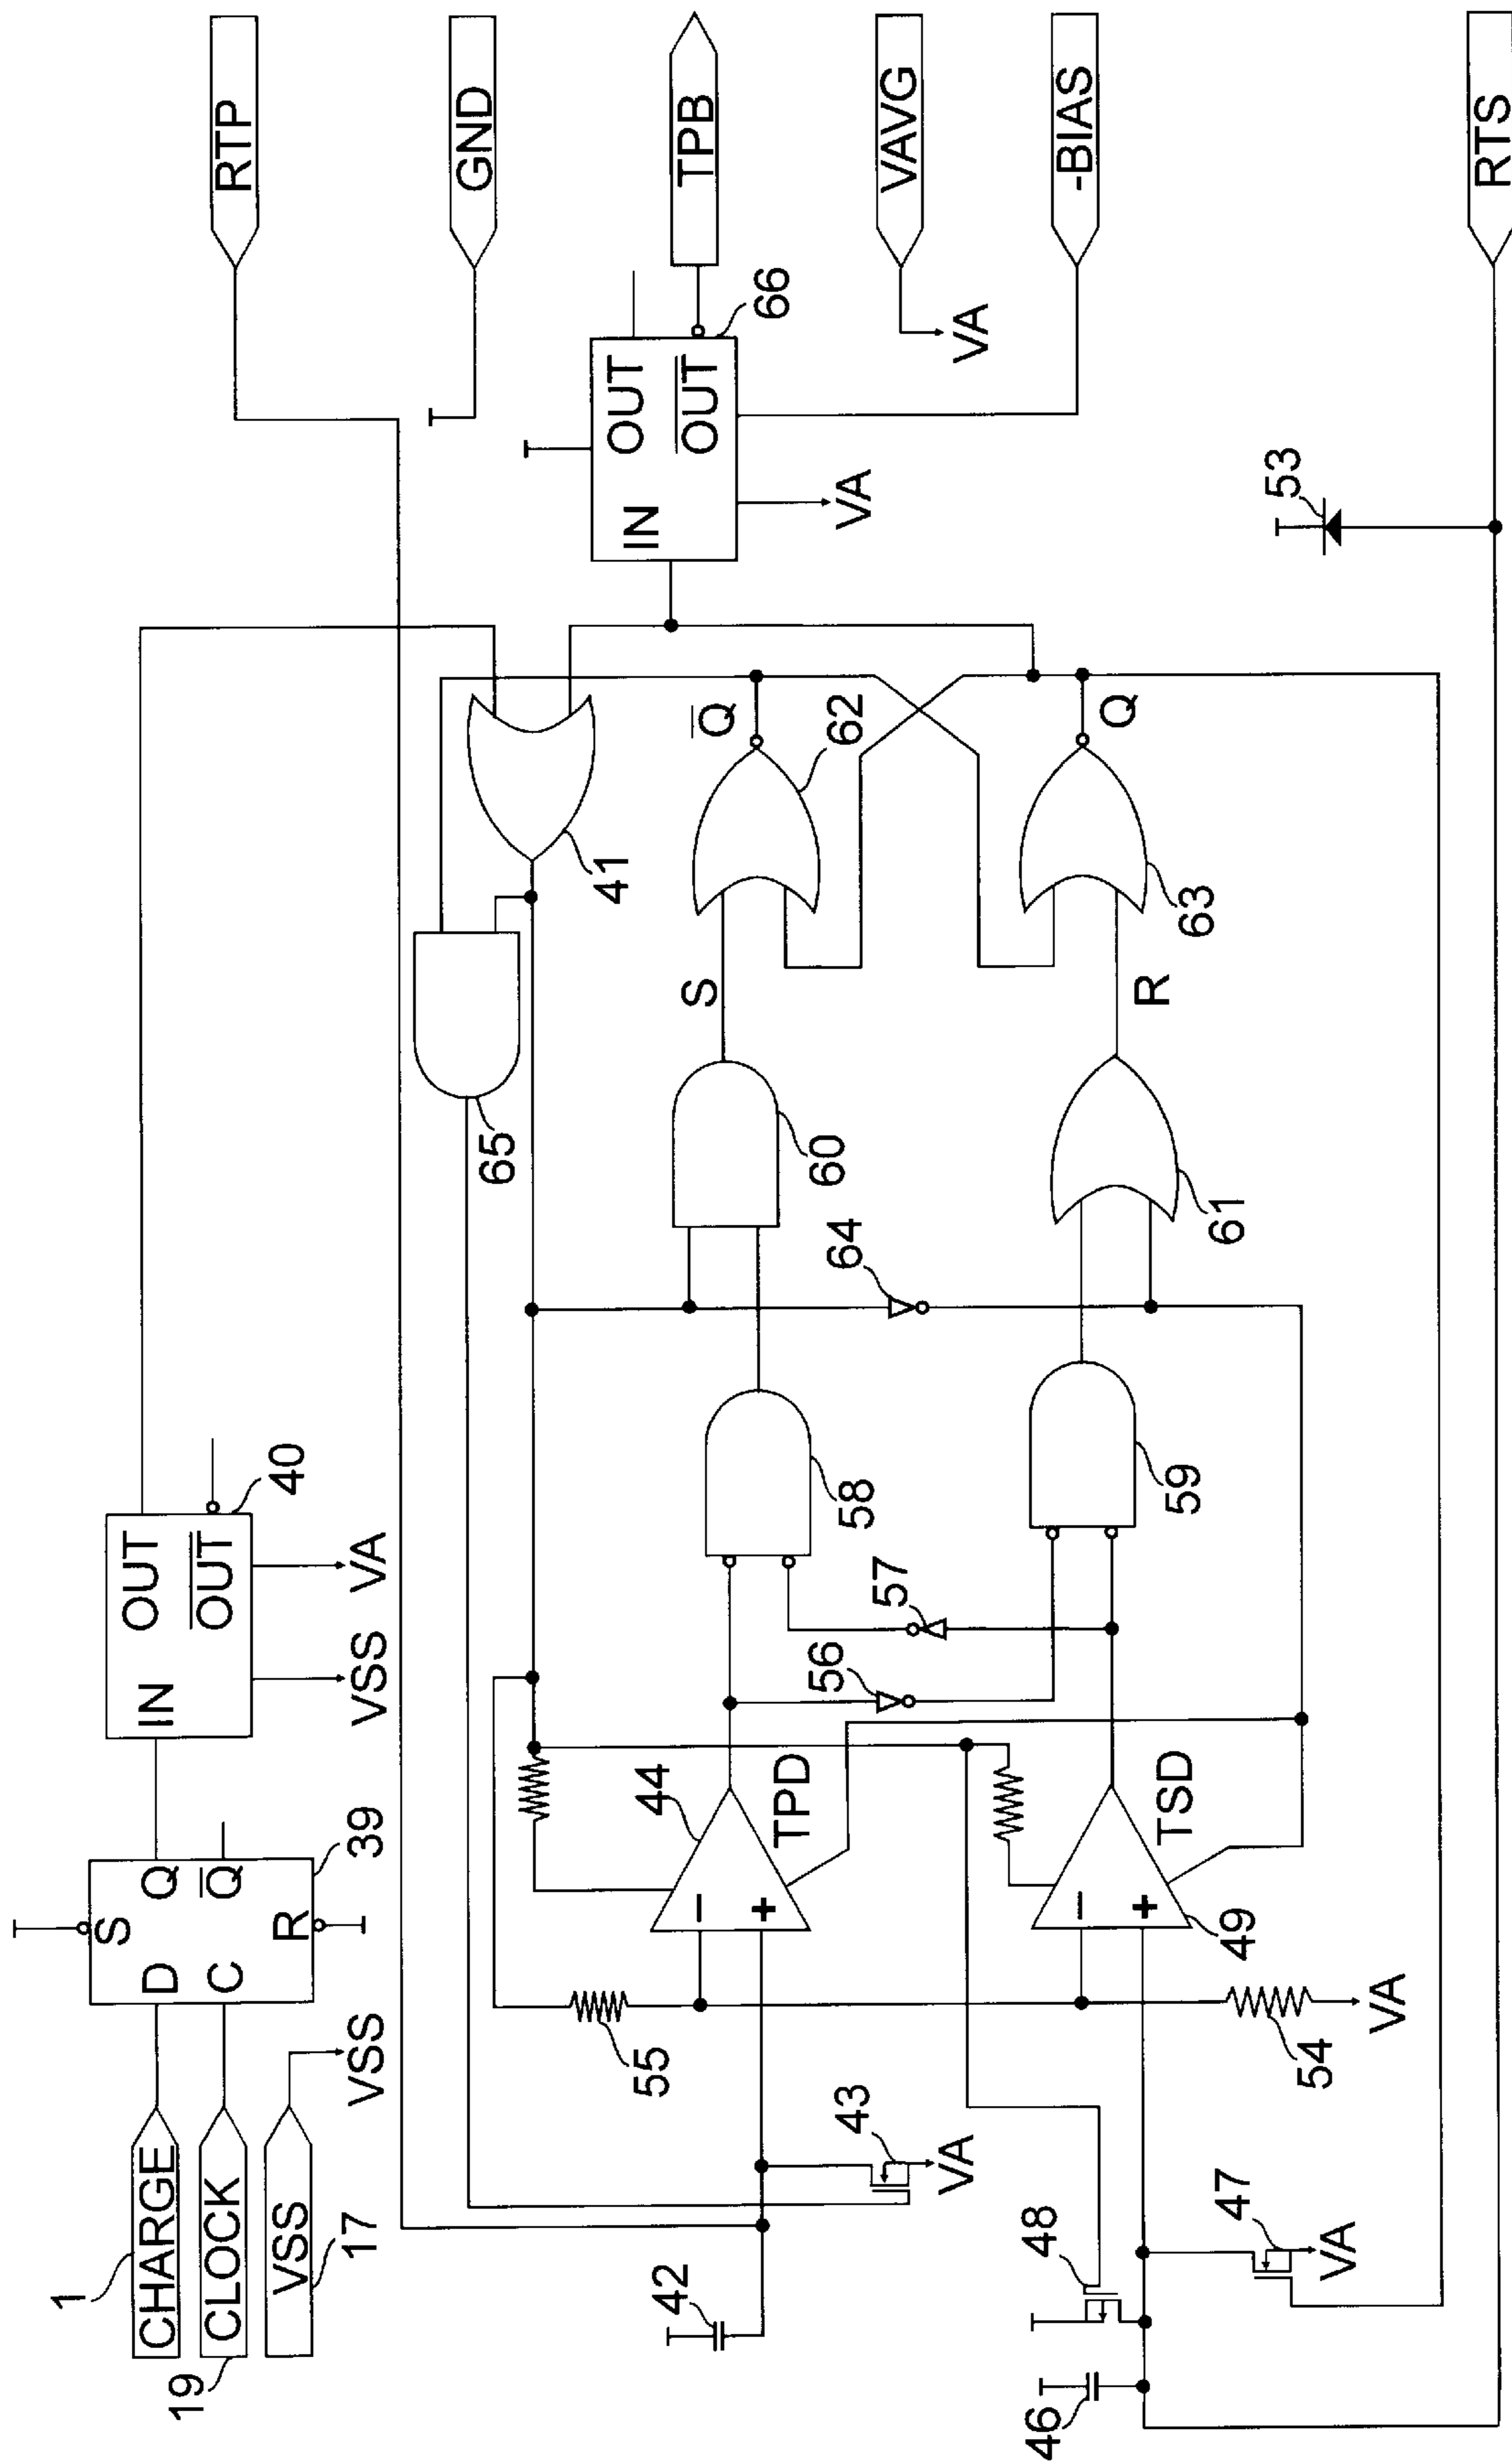 1
CHARGE
19
CLOCK
VSS
17
VSS
S
D
Q
C
Q
R
39
IN
OUT
OUT
VSS
VA
40
RTP
GND
TPB
VAVG
VA
-BIAS
RTS
IN
OUT
OUT
66
VA
53
41
65
42
43
VA
55
44
-
+
TPD
56
57
58
60
S
Q
62
64
46
48
47
VA
54
VA
49
-
+
TSD
59
61
R
63
Q